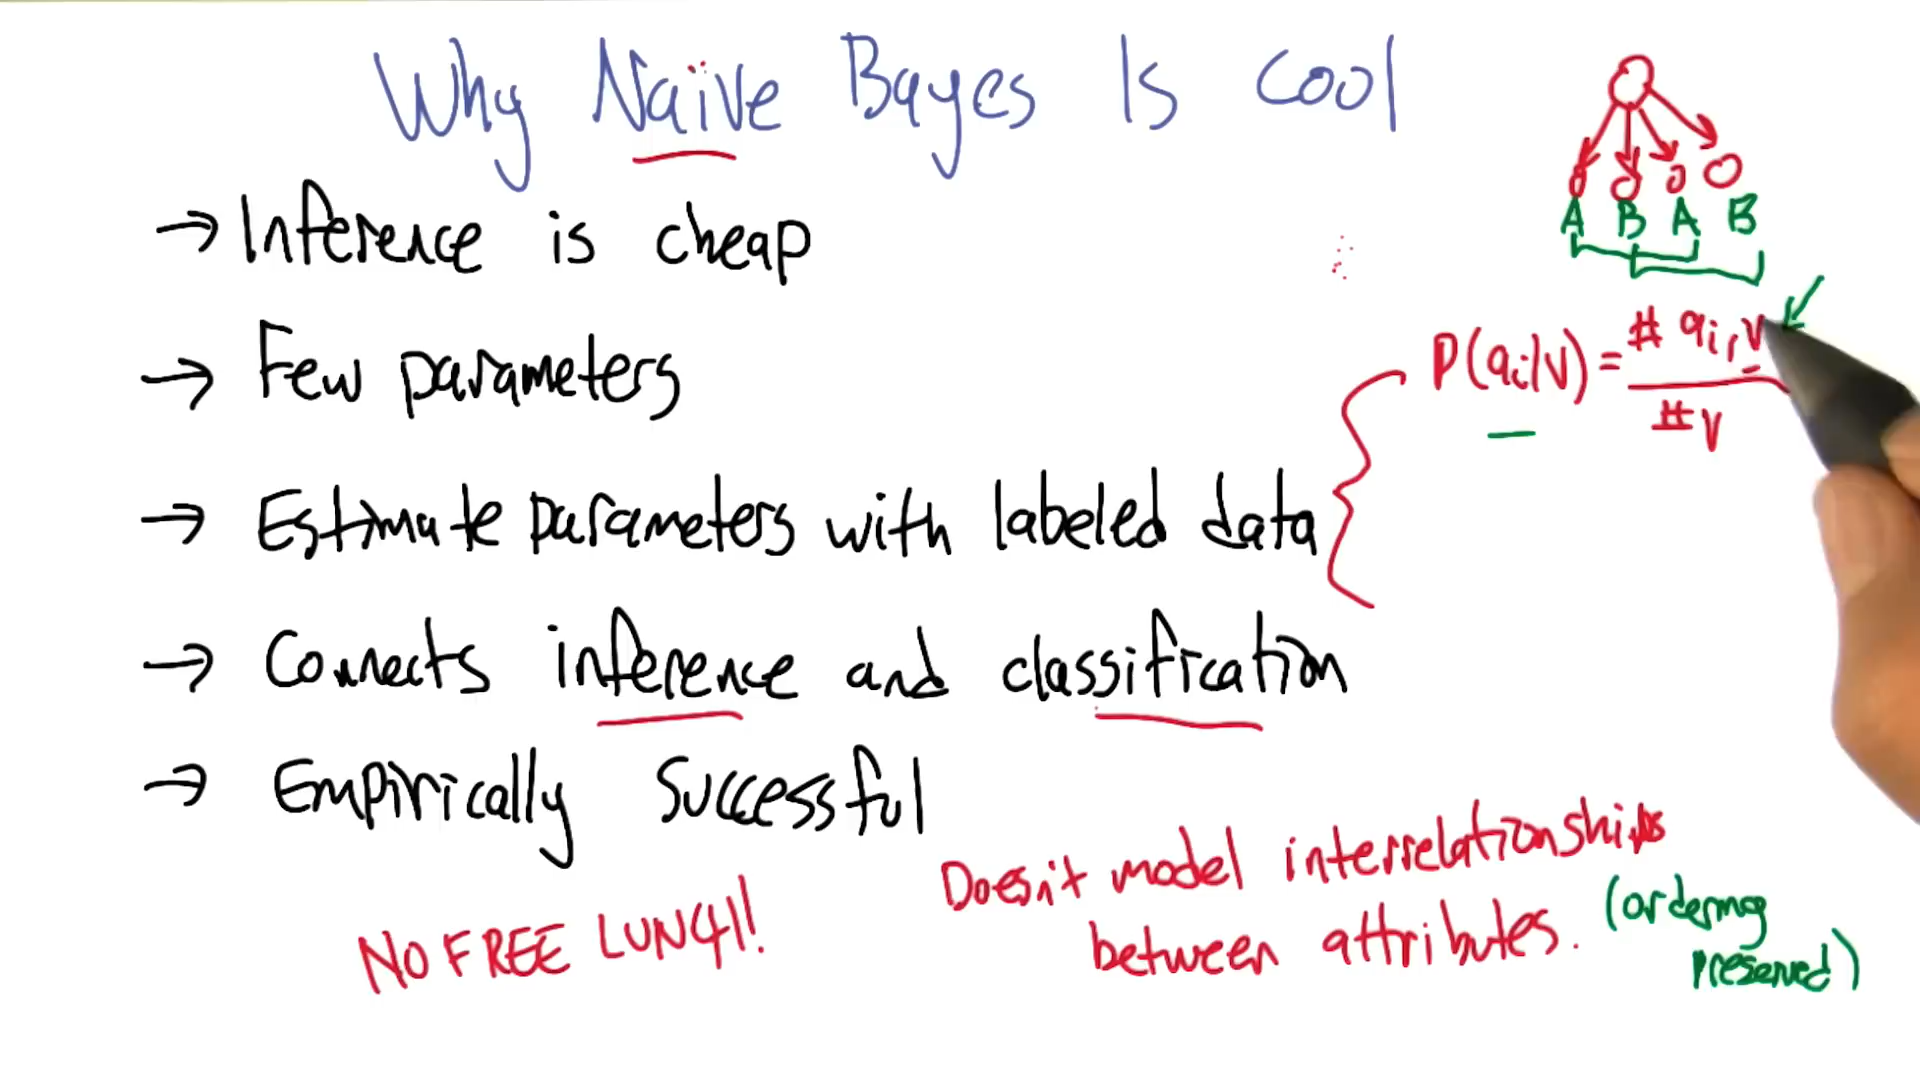 Why Naïve Bayes Is Cool
→ Inference is cheap
→ Few parameters
→ Estimate parameters with labeled data
→ Connects inference and classification
→ Empirically successful
NO FREE LUNCH!
Doesn't model interrelationships
between attributes.
(ordering
preserved)
A B A B
P(ai|V) = # ai,V
# V